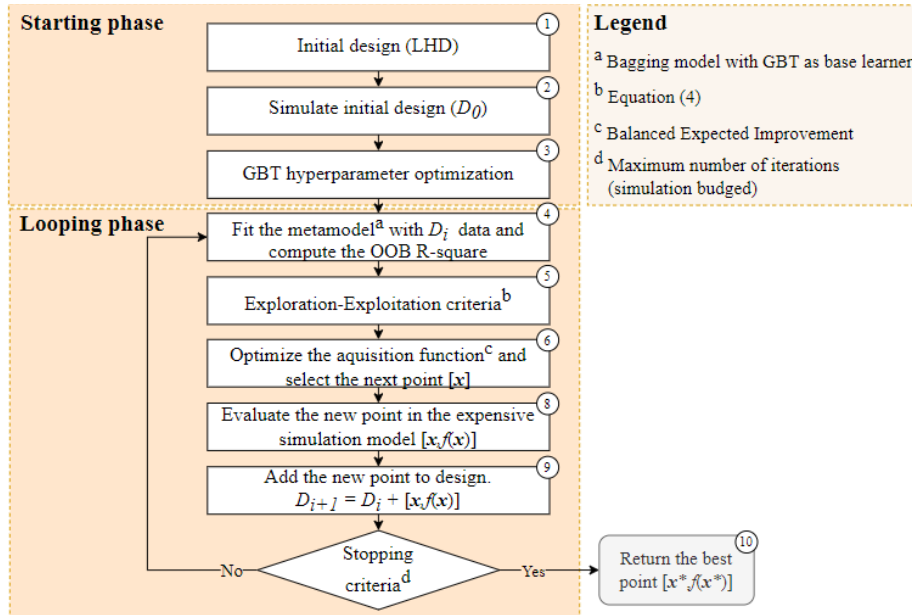 Starting phase
1
Initial design (LHD)
2
Simulate initial design (D0)
3
GBT hyperparameter optimization
Looping phase
4
Fit the metamodela with Di data and
compute the OOB R-square
5
Exploration-Exploitation criteriab
6
Optimize the aquisition functionc and
select the next point [x]
8
Evaluate the new point in the expensive
simulation model [x,f(x)]
9
Add the new point to design.
Di+1 = Di + [x,f(x)]
Stopping
criteriad
No
Yes
10
Return the best
point [x*,f(x*)]
Legend
a Bagging model with GBT as base learner
b Equation (4)
c Balanced Expected Improvement
d Maximum number of iterations
(simulation budged)